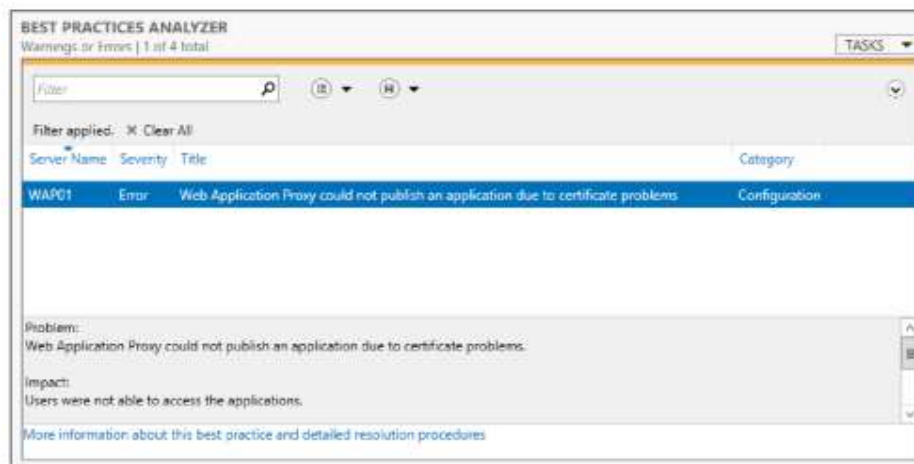 BEST PRACTICES ANALYZER
Warnings or Errors | 1 of 4 total
TASKS
Filter
Filter applied. ✕ Clear All
Server Name Severity Title Category
WAP01 Error Web Application Proxy could not publish an application due to certificate problems Configuration
Problem:
Web Application Proxy could not publish an application due to certificate problems.
Impact:
Users were not able to access the applications.
More information about this best practice and detailed resolution procedures